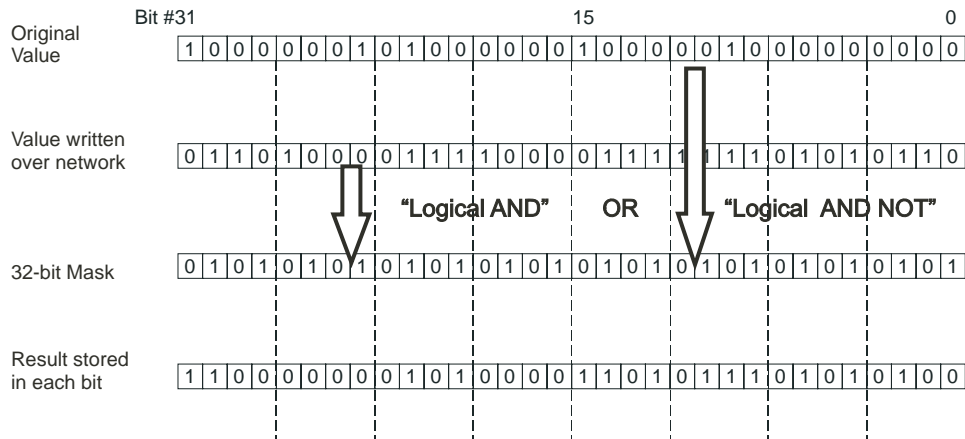 Bit #31 15 0
Original
Value
1 0 0 0 0 0 0 1 0 1 0 0 0 0 0 0 1 0 0 0 0 0 1 0 0 0 0 0 0 0 0 0
Value written
over network
0 1 1 0 1 0 0 0 0 1 1 1 1 0 0 0 0 1 1 1 1 1 1 1 0 1 0 1 0 1 1 0
“Logical AND” OR “Logical AND NOT”
32-bit Mask
0 1 0 1 0 1 0 1 0 1 0 1 0 1 0 1 0 1 0 1 0 1 0 1 0 1 0 1 0 1 0 1
Result stored
in each bit
1 1 0 0 0 0 0 0 0 1 0 1 0 0 0 0 1 1 0 1 0 1 1 1 0 1 0 1 0 1 0 0